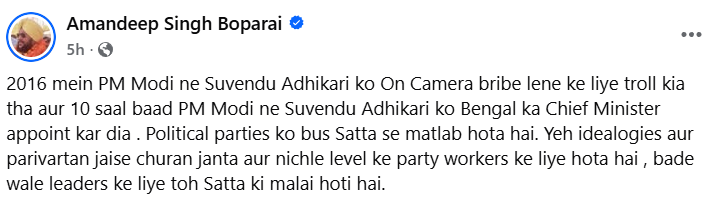 Amandeep Singh Boparai
5h ·
2016 mein PM Modi ne Suvendu Adhikari ko On Camera bribe lene ke liye troll kia
tha aur 10 saal baad PM Modi ne Suvendu Adhikari ko Bengal ka Chief Minister
appoint kar dia . Political parties ko bus Satta se matlab hota hai. Yeh idealogies aur
parivartan jaise churan janta aur nichle level ke party workers ke liye hota hai , bade
wale leaders ke liye toh Satta ki malai hoti hai.